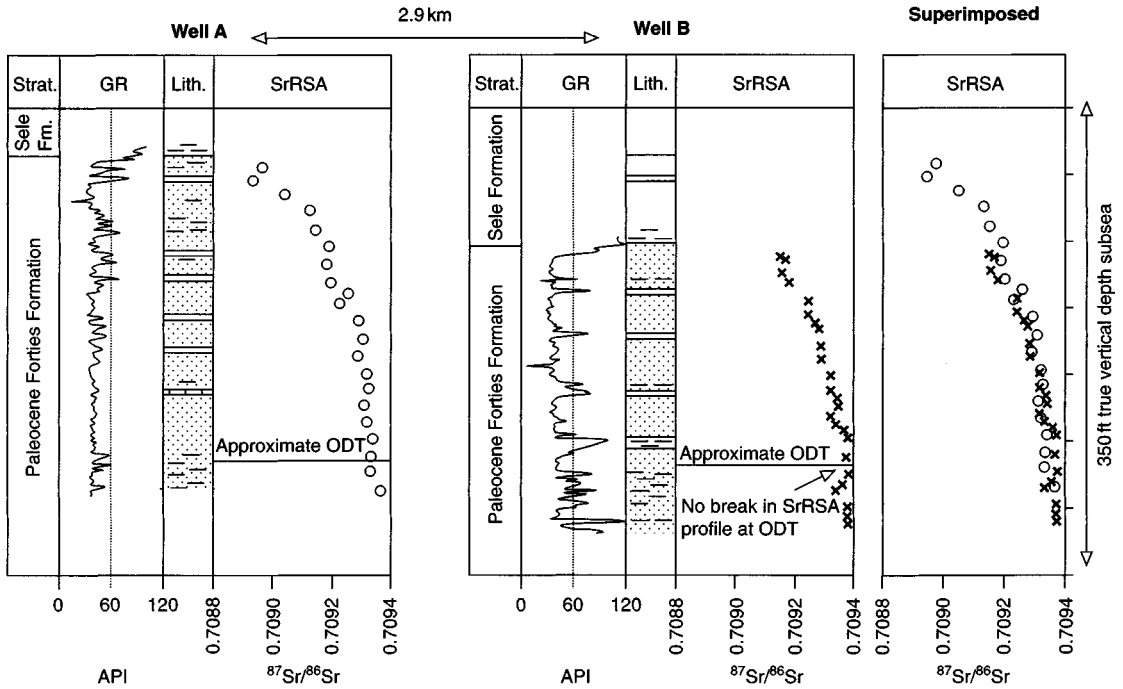 2.9 km
Superimposed
Well A
Well B
Strat.
GR
Lith.
SrRSA
Strat.
GR
Lith.
SrRSA
SrRSA
Sele
Fm.
Paleocene Forties Formation
Approximate ODT
Sele Formation
Paleocene Forties Formation
Approximate ODT
No break in SrRSA
profile at ODT
350 ft true vertical depth subsea
0
60
120
0.7088
0.7090
0.7092
0.7094
0
60
120
0.7088
0.7090
0.7092
0.7094
0.7088
0.7090
0.7092
0.7094
API
87Sr/86Sr
API
87Sr/86Sr
87Sr/86Sr